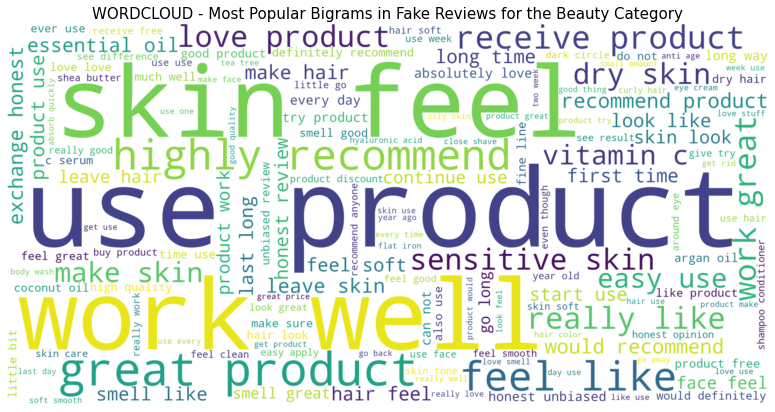 WORDCLOUD - Most Popular Bigrams in Fake Reviews for the Beauty Category
ever use
receive free
love product
hair soft
use week
receive product
do not
anti age
essential oil
see difference
good product
definitely recommend
long time
dark circle
small amount
long way
love love
use use
make hair
absolutely love
dry skin
dry hair
week use
shea butter
much well
make face
tea tree
little go
every day
two week
good thing
curly hair
eye cream
exchange honest
product use
absorb quickly
skin feel
try product
recommend product
really good
use one
smell good
oily skin
product great
look like
product try
love stuff
good quality
see result
skin look
highly recommend
hyaluronic acid
close shave
fine line
vitamin c
give try
get rid
c serum
leave hair
product work
unbiased review
honest review
product discount
continue use
first time
work great
use product
recommend anyone
skin use
year ago
even though
around eye
use hair
get use
every time
flat iron
feel great
buy product
time use
last long
feel soft
sensitive skin
argan oil
shampoo conditioner
body wash
make skin
leave skin
feel good
go long
year old
easy use
like product
coconut oil
high quality
great price
look great
can not
also use
product would
look feel
start use
skin soft
hair use
product make
work well
really work
make sure
hair look
hair color
really like
honest opinion
little bit
skin care
use every
feel clean
get product
easy apply
go back
use face
feel smooth
would recommend
last day
great product
love smell
feel like
go away
product free
skin tone
day use
face feel
soft smooth
smell like
smell great
hair feel
really well
really love
honest unbiased
like use
would definitely